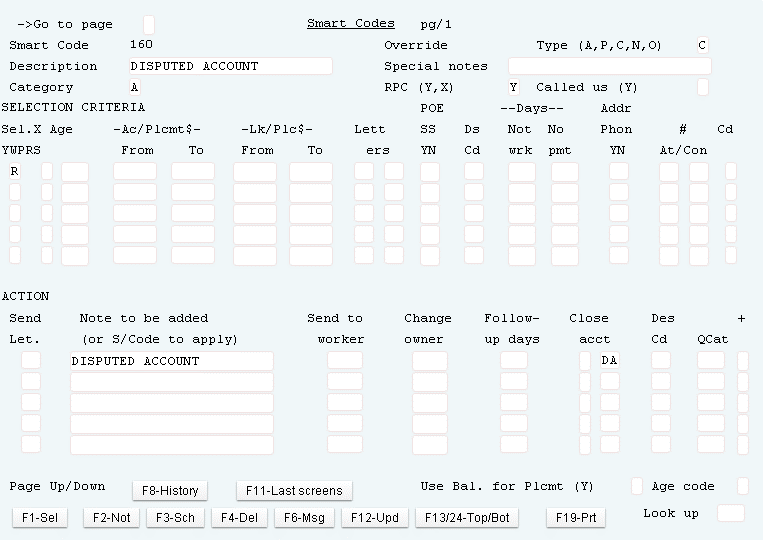 ->Go to page Smart Codes pg/1
Smart Code 160 Override Type (A,P,C,N,O) C
Description DISPUTED ACCOUNT Special notes
Category A RPC (Y,X) Y Called us (Y)
SELECTION CRITERIA POE --Days-- Addr
Sel.X Age -Ac/Plcmt$- -Lk/Plc$- Lett SS Ds Not No Phon # Cd
YWPRS From To From To ers YN Cd wrk pmt YN At/Con
R
ACTION
Send Note to be added Send to Change Follow- Close Des +
Let. (or S/Code to apply) worker owner up days acct Cd QCat
DISPUTED ACCOUNT DA
Page Up/Down F8-History F11-Last screens Use Bal. for Plcmt (Y) Age code
F1-Sel F2-Not F3-Sch F4-Del F6-Msg F12-Upd F13/24-Top/Bot F19-Prt Look up